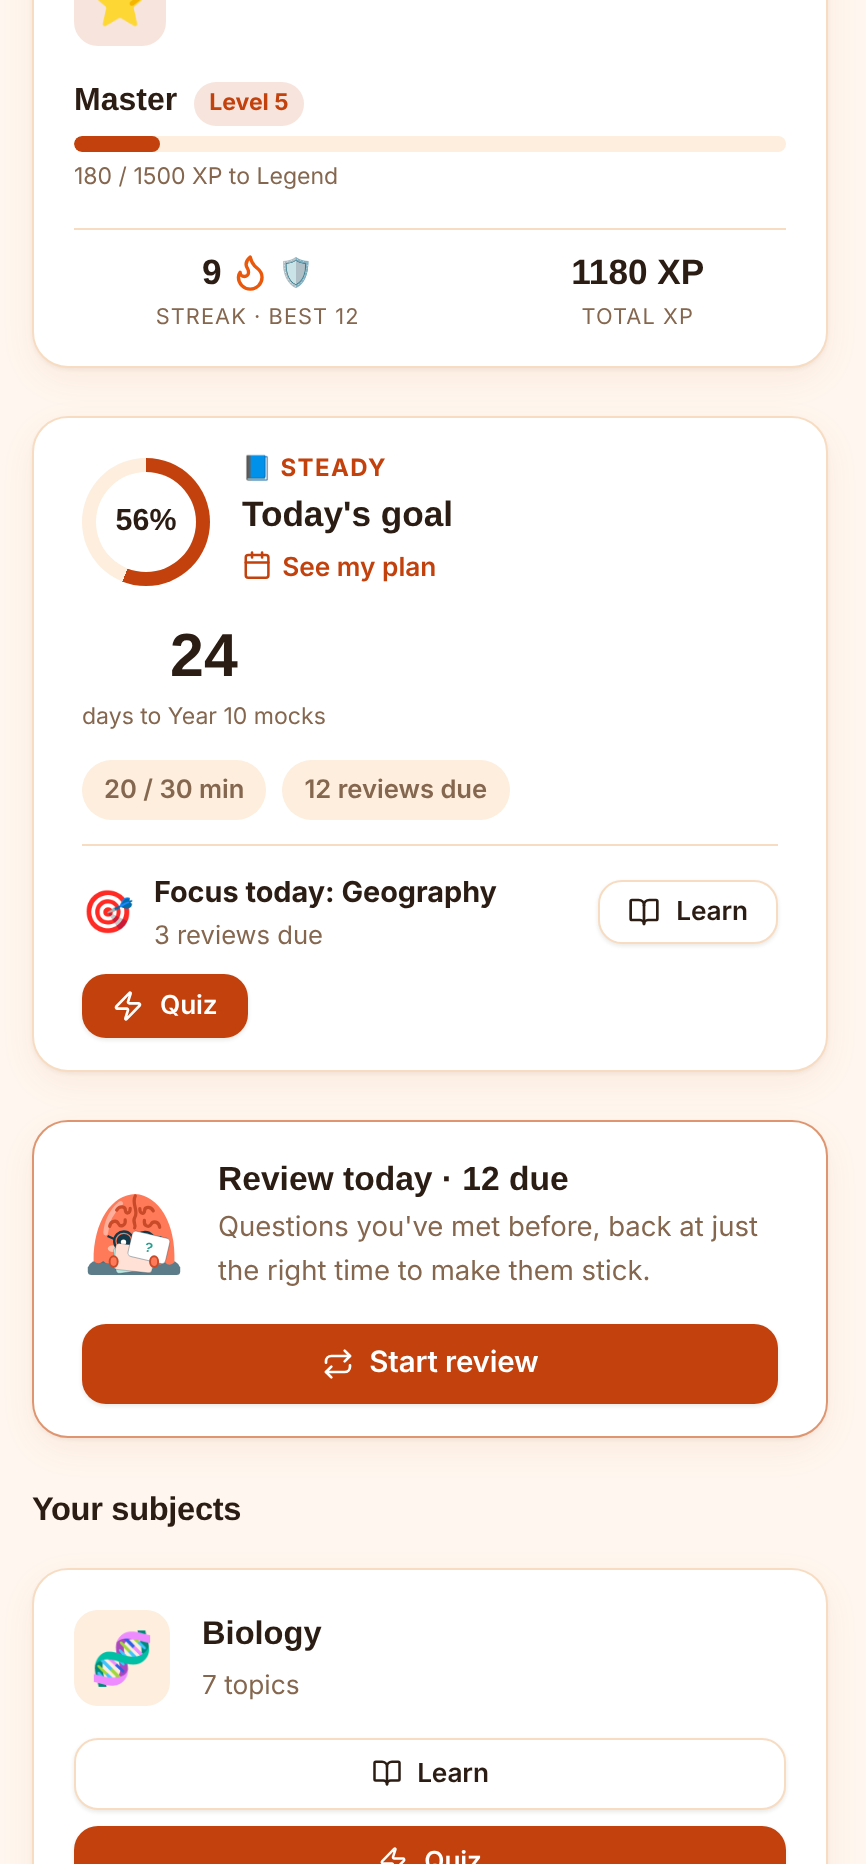 Master Level 5
180 / 1500 XP to Legend
9 1180 XP
STREAK · BEST 12 TOTAL XP
56%
STEADY
Today's goal
See my plan
24
days to Year 10 mocks
20 / 30 min 12 reviews due
Focus today: Geography
3 reviews due
Learn
Quiz
Review today · 12 due
Questions you've met before, back at just
the right time to make them stick.
?
Start review
Your subjects
Biology
7 topics
Learn
Quiz